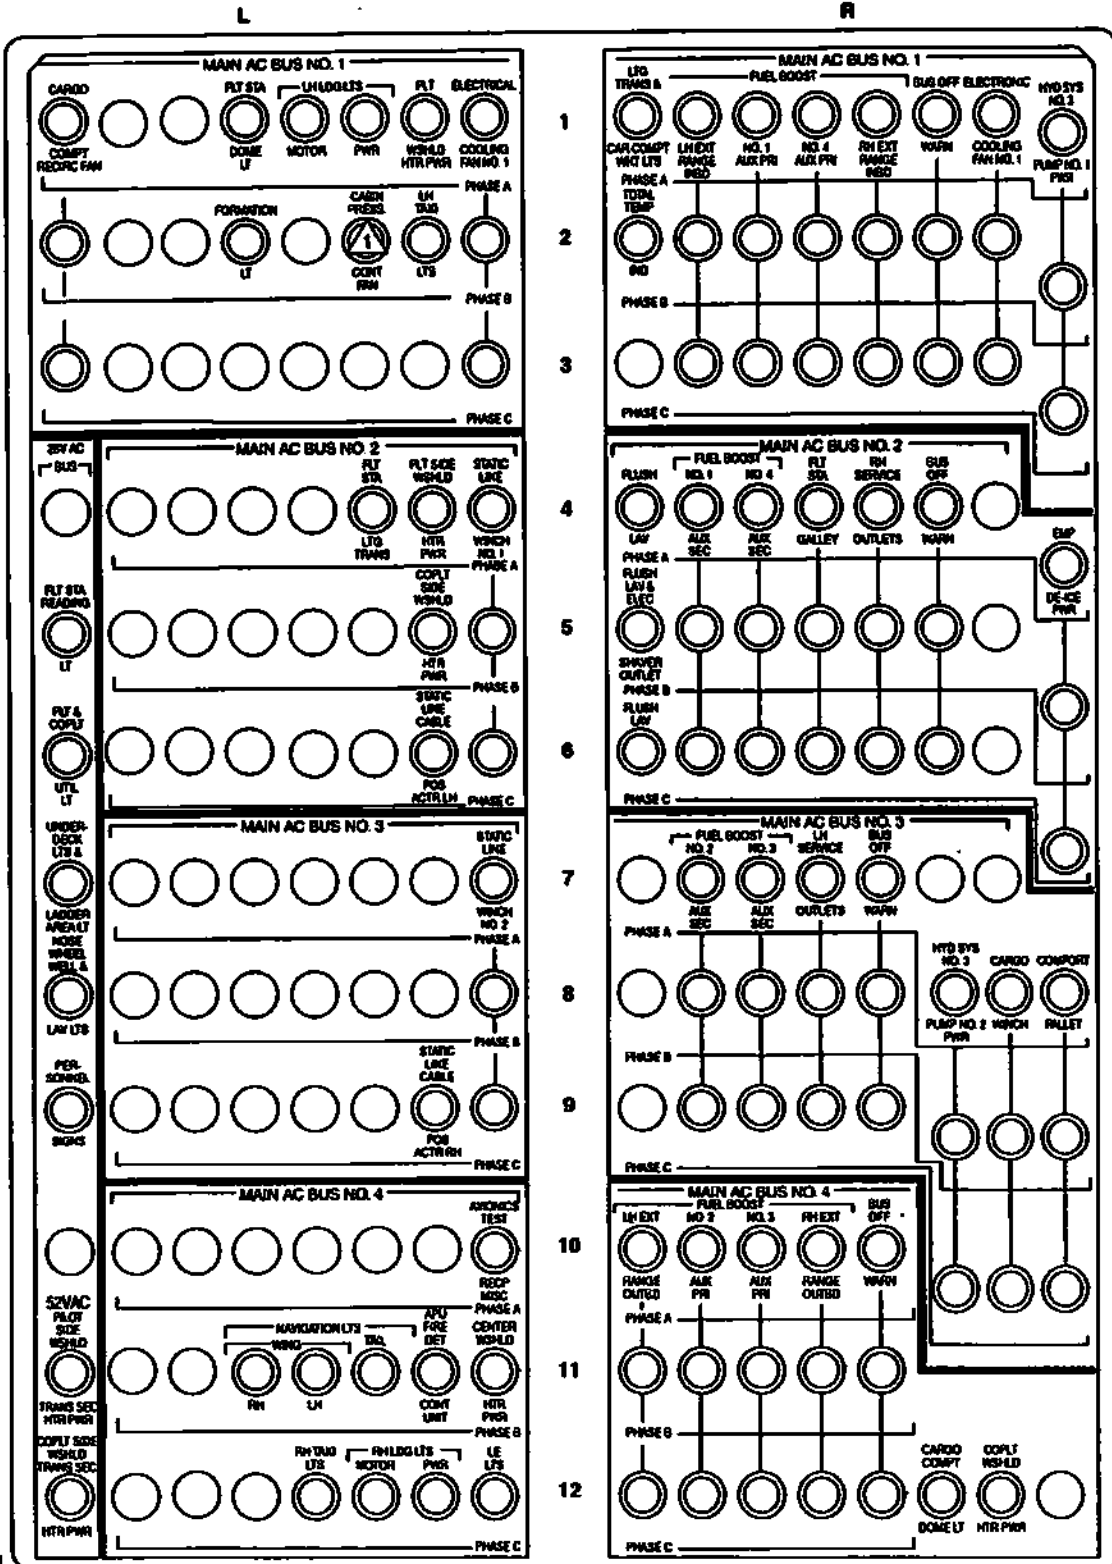 L
R
MAIN AC BUS NO. 1
CARGO
FLT STA
LH LDG LTS
FLT
ELECTRICAL
COMPT
RECIRC FAN
DOME
LT
MOTOR
PWR
WSHLD
HTR PWR
COOLING
FAN NO. 1
PHASE A
FORMATION
CABIN
PRESS.
LH
TAXI
1
LT
CONT
FAN
LTS
PHASE B
PHASE C
MAIN AC BUS NO. 1
LTG
TRANS &
FUEL BOOST
BUS OFF
ELECTRONIC
HYD SYS
NO. 3
CAR COMPT
WHT LTS
LH EXT
RANGE
INBD
NO. 1
AUX PRI
NO. 4
AUX PRI
RH EXT
RANGE
INBD
WARN
COOLING
FAN NO. 1
PUMP NO. 1
PWR
PHASE A
TOTAL
TEMP
IND
PHASE B
PHASE C
1
2
3
4
5
6
7
8
9
10
11
12
BUS
FLT STA
READING
LT
FLT &
COPLT
UTIL
LT
UNDER-
DECK
LTS &
LADDER
AREA LT
NOSE
WHEEL
WELL &
LAV LTS
PER-
SONNEL
SIGNS
52VAC
PILOT
SIDE
WSHLD
TRANS SEC
HTR PWR
COPLT SIDE
WSHLD
TRANS SEC
HTR PWR
MAIN AC BUS NO. 2
FLT
STA
FLT SIDE
WSHLD
STATIC
LINE
LTG
TRANS
HTR
PWR
WINCH
NO. 1
PHASE A
COPLT
SIDE
WSHLD
HTR
PWR
PHASE B
STATIC
LINE
CABLE
POS
ACTR LH
PHASE C
MAIN AC BUS NO. 2
FLUSH
FUEL BOOST
NO. 1
NO. 4
FLT
STA
RH
SERVICE
BUS
OFF
LAV
AUX
SEC
AUX
SEC
GALLEY
OUTLETS
WARN
EMP
DE-ICE
PWR
PHASE A
FLUSH
LAV &
ELEC
SHAVER
OUTLET
PHASE B
FLUSH
LAV
PHASE C
MAIN AC BUS NO. 3
STATIC
LINE
WINCH
NO. 2
PHASE A
PHASE B
STATIC
LINE
CABLE
POS
ACTR RH
PHASE C
MAIN AC BUS NO. 3
FUEL BOOST
NO. 2
NO. 3
LH
SERVICE
BUS
OFF
AUX
SEC
AUX
SEC
OUTLETS
WARN
PHASE A
HYD SYS
NO. 3
CARGO
COMFORT
PUMP NO. 2
PWR
WINCH
PALLET
PHASE B
PHASE C
MAIN AC BUS NO. 4
AVIONICS
TEST
RECP
MISC
PHASE A
NAVIGATION LTS
WING
TAIL
APU
FIRE
DET
CENTER
WSHLD
RH
LH
CONT
UNIT
HTR
PWR
PHASE B
RH TAXI
LTS
RH LDG LTS
MOTOR
PWR
LE
LTS
PHASE C
MAIN AC BUS NO. 4
FUEL BOOST
LH EXT
NO. 2
NO. 3
RH EXT
BUS
OFF
RANGE
OUTBD
AUX
PRI
AUX
PRI
RANGE
OUTBD
WARN
PHASE A
PHASE B
CARGO
COMPT
COPLT
WSHLD
DOME LT
HTR PWR
PHASE C